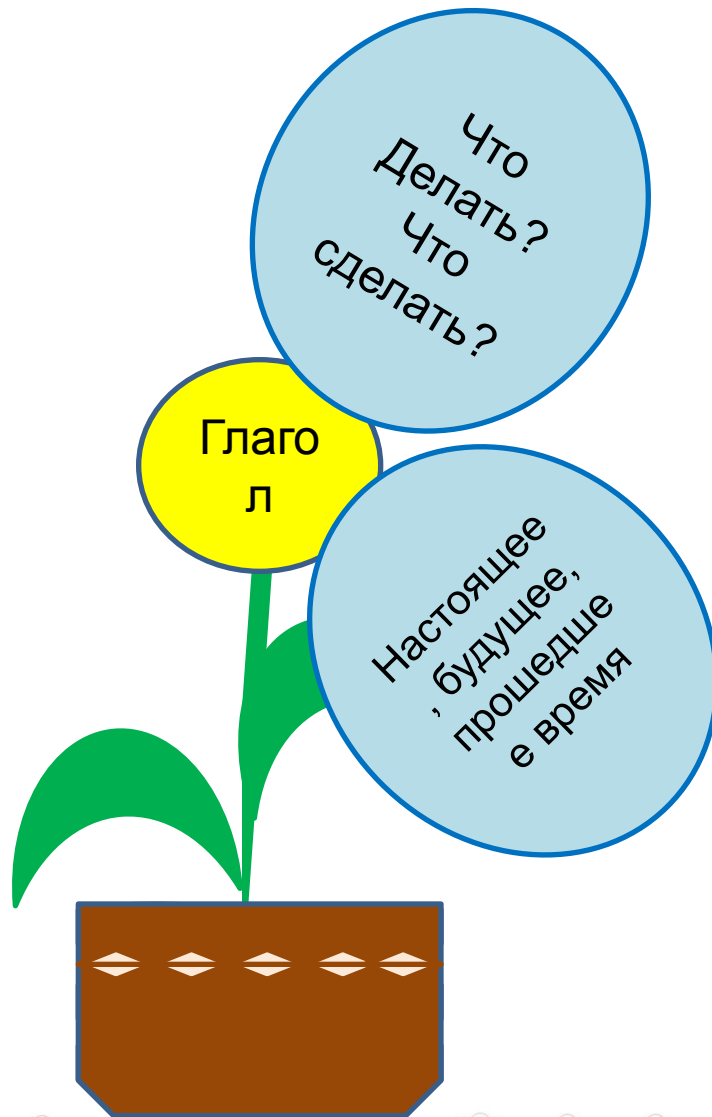 Что
Делать?
Что
сделать?
Глаго
л
Настоящее
, будущее,
прошедше
е время